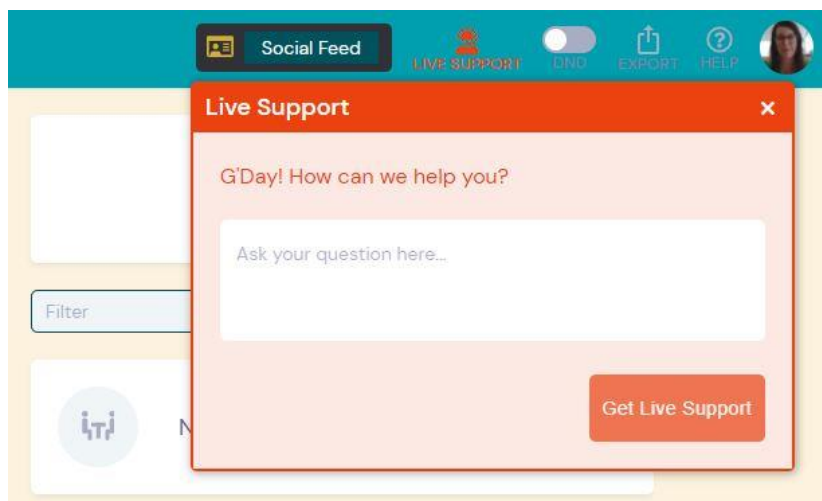 Social Feed
LIVE SUPPORT
DND
EXPORT
HELP
Live Support
×
G'Day! How can we help you?
Ask your question here...
Filter
Get Live Support
N